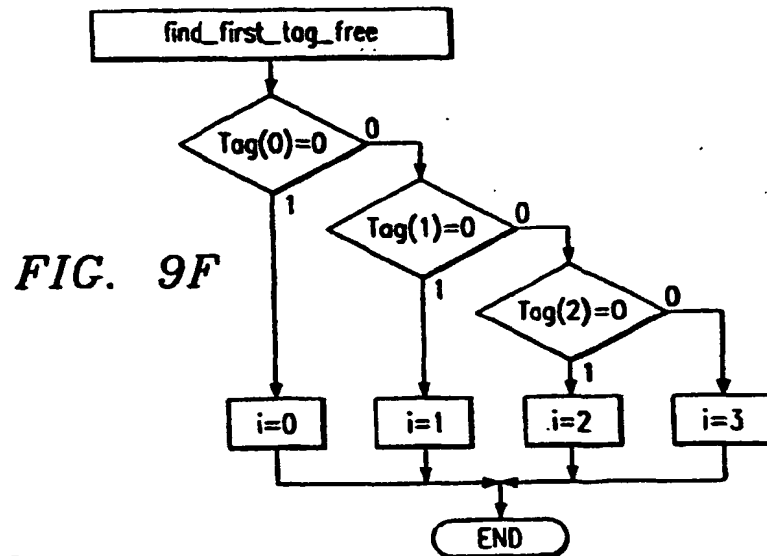 find_first_tag_free
Tag(0)=0
0
1
Tag(1)=0
0
1
Tag(2)=0
0
1
FIG. 9F
i=0
i=1
i=2
i=3
END